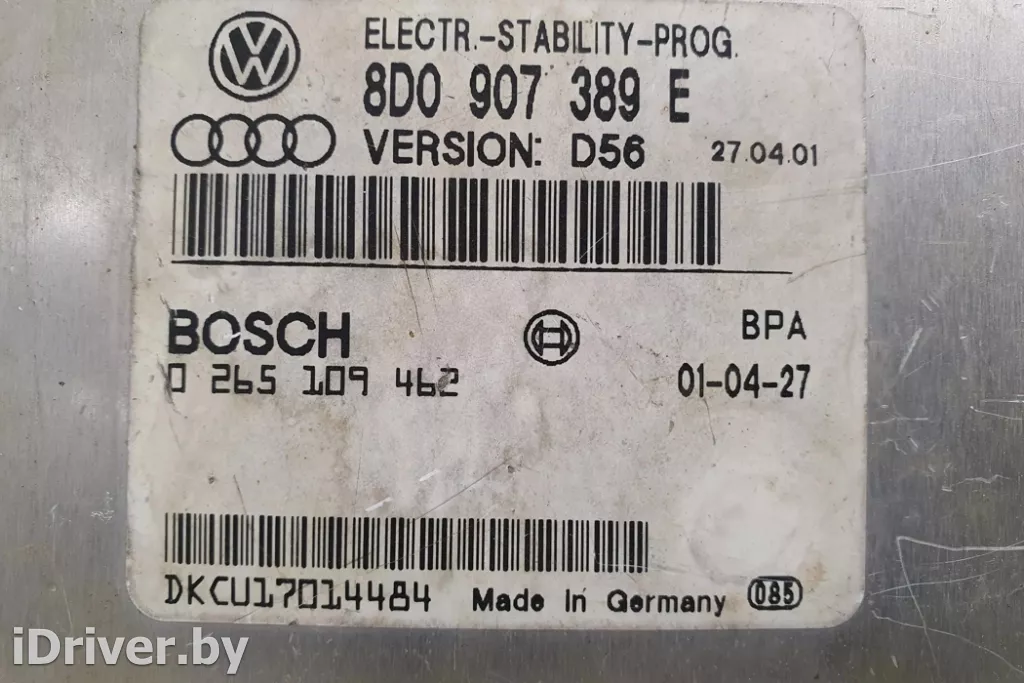 ELECTR.-STABILITY-PROG.
8D0 907 389 E
VERSION: D56 27.04.01
BOSCH BPA
0 265 109 462 01-04-27
DKCU17014484 Made In Germany 085
iDriver.by